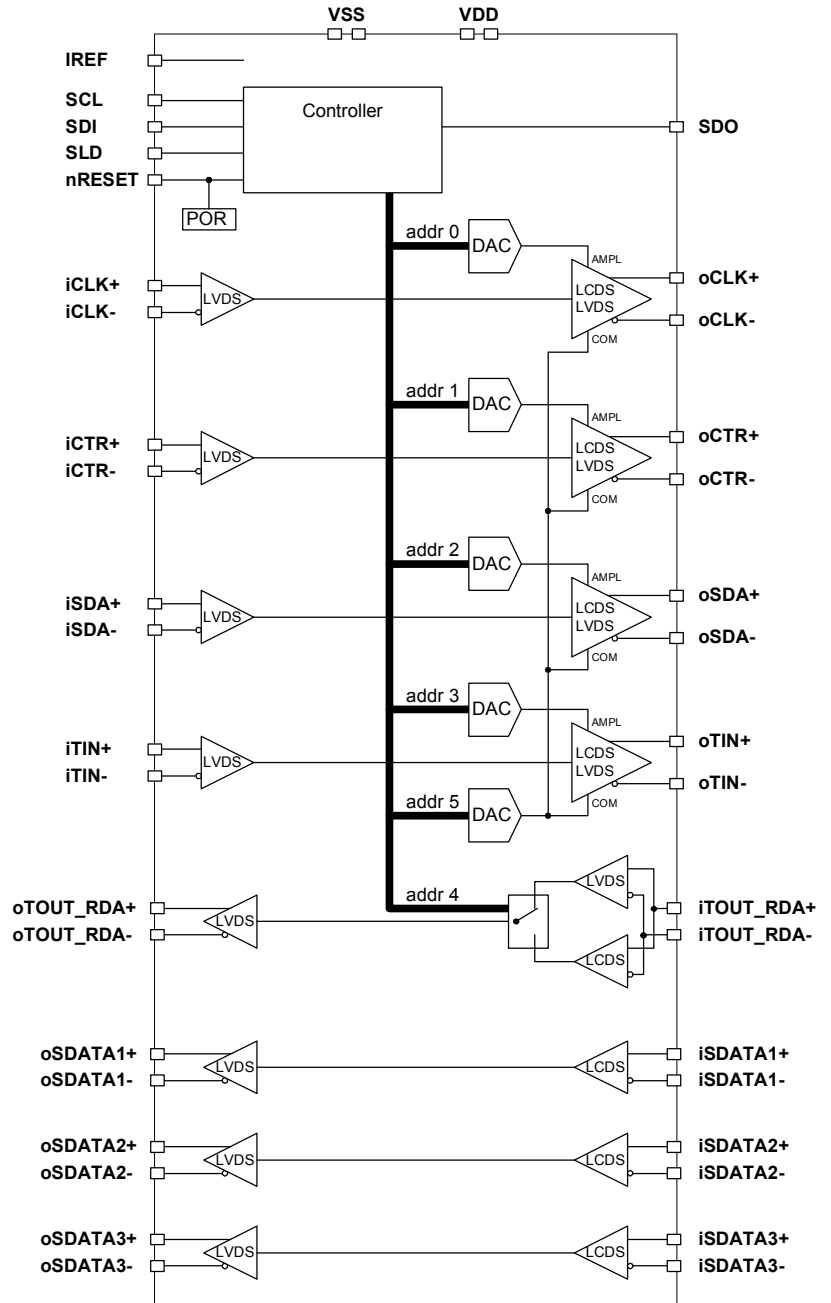 VSS VDD
IREF
SCL
SDI
SLD
nRESET
Controller
SDO
POR
addr 0
DAC
AMPL
iCLK+
iCLK-
LVDS
LCDS
LVDS
COM
oCLK+
oCLK-
addr 1
DAC
AMPL
iCTR+
iCTR-
LVDS
LCDS
LVDS
COM
oCTR+
oCTR-
addr 2
DAC
AMPL
iSDA+
iSDA-
LVDS
LCDS
LVDS
COM
oSDA+
oSDA-
addr 3
DAC
AMPL
iTIN+
iTIN-
LVDS
LCDS
LVDS
COM
oTIN+
oTIN-
addr 5
DAC
addr 4
oTOUT_RDA+
oTOUT_RDA-
LVDS
LVDS
LCDS
iTOUT_RDA+
iTOUT_RDA-
oSDATA1+
oSDATA1-
LVDS
LCDS
iSDATA1+
iSDATA1-
oSDATA2+
oSDATA2-
LVDS
LCDS
iSDATA2+
iSDATA2-
oSDATA3+
oSDATA3-
LVDS
LCDS
iSDATA3+
iSDATA3-